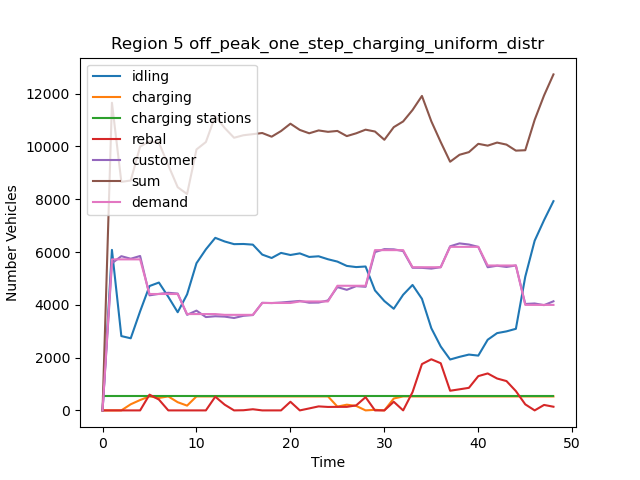 Region 5 off_peak_one_step_charging_uniform_distr
idling
charging
charging stations
rebal
customer
sum
demand
12000
10000
8000
6000
4000
2000
0
Number Vehicles
0 10 20 30 40 50
Time